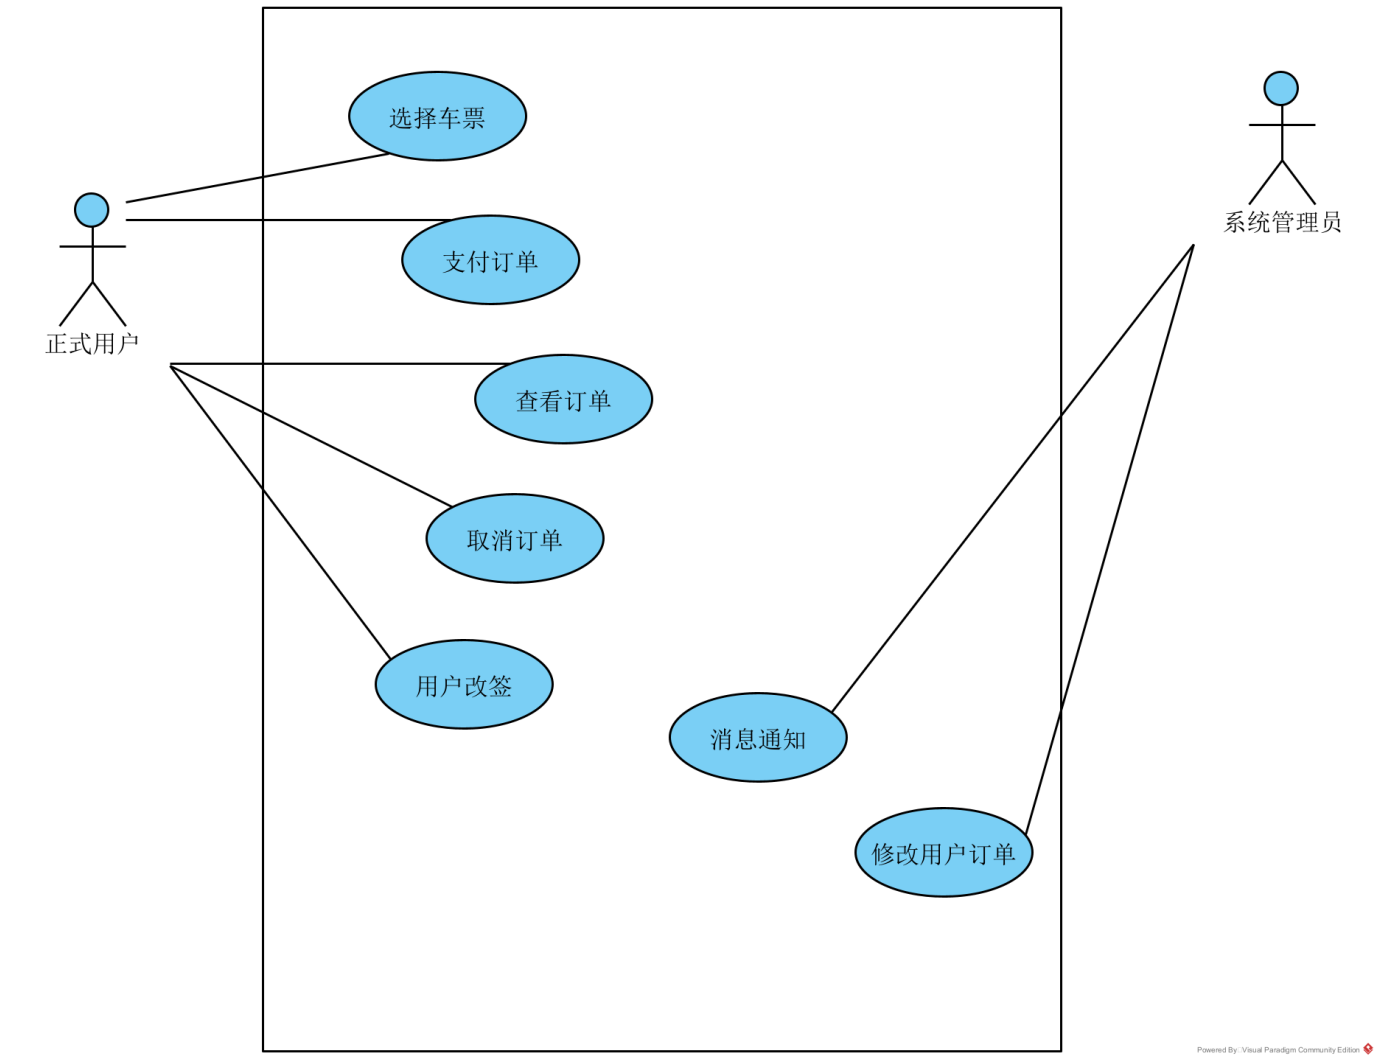 选择车票
系统管理员
支付订单
正式用户
查看订单
取消订单
用户改签
消息通知
修改用户订单
Powered By Visual Paradigm Community Edition